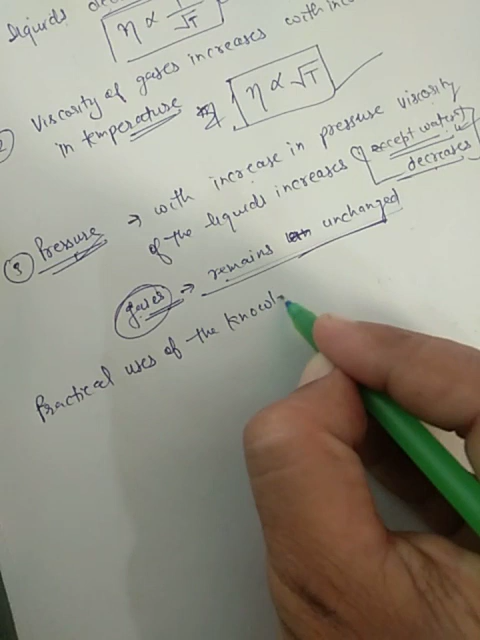 liquids
η ∝ 1/√T
2 Viscosity of gases increases with
in temperature η ∝ √T
3 Pressure → with increase in pressure viscosity
of the liquids increases (except water,
decreases)
gases → remains unchanged
Practical uses of the knowl